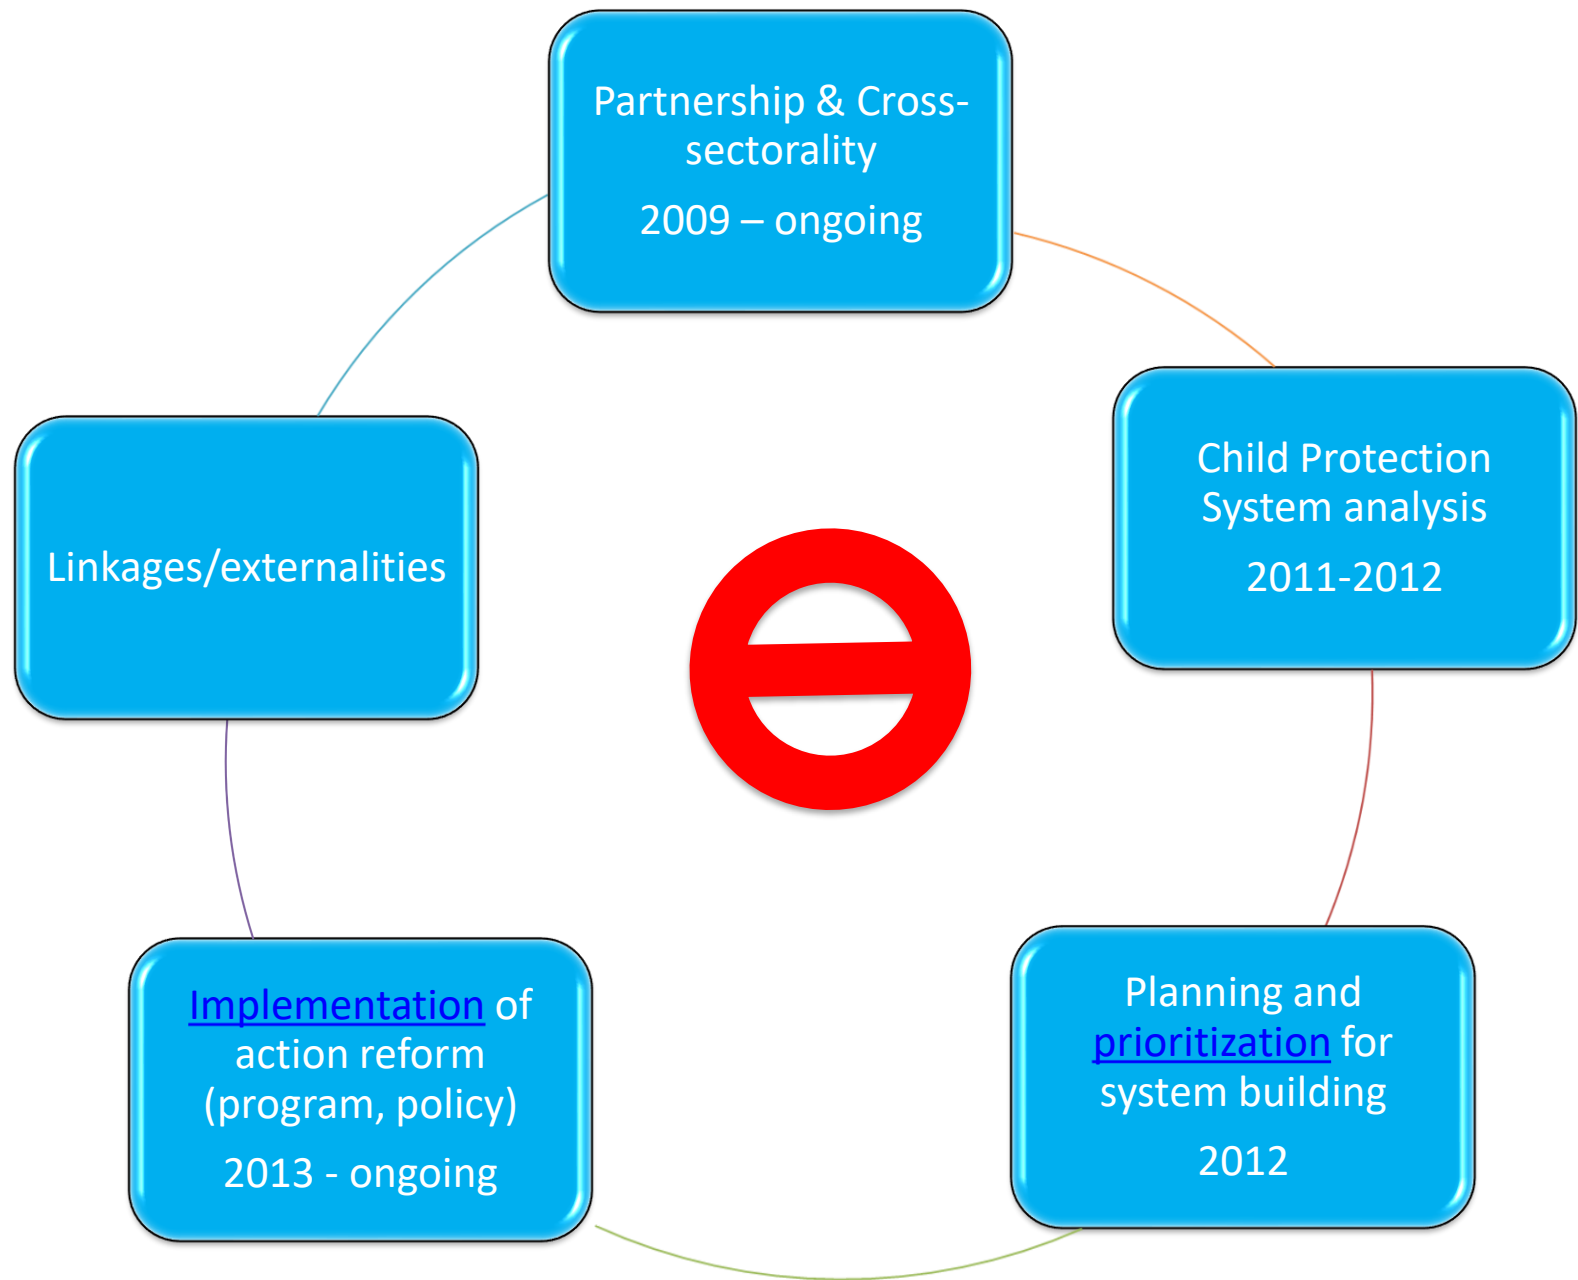 Partnership & Cross-
sectorality
2009 – ongoing
Child Protection
System analysis
2011-2012
Planning and
prioritization for
system building
2012
Implementation of
action reform
(program, policy)
2013 - ongoing
Linkages/externalities